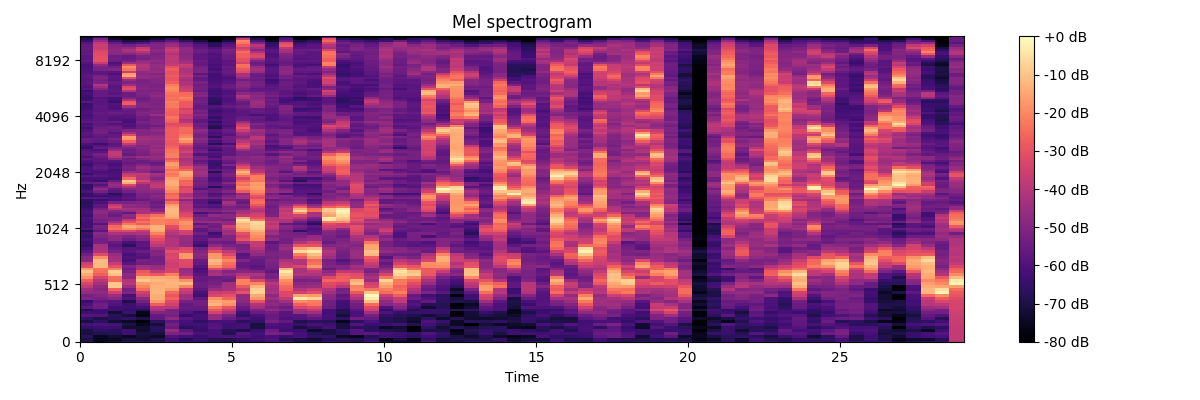 Mel spectrogram
Hz
8192
4096
2048
1024
512
0
0 5 10 15 20 25
Time
+0 dB
-10 dB
-20 dB
-30 dB
-40 dB
-50 dB
-60 dB
-70 dB
-80 dB